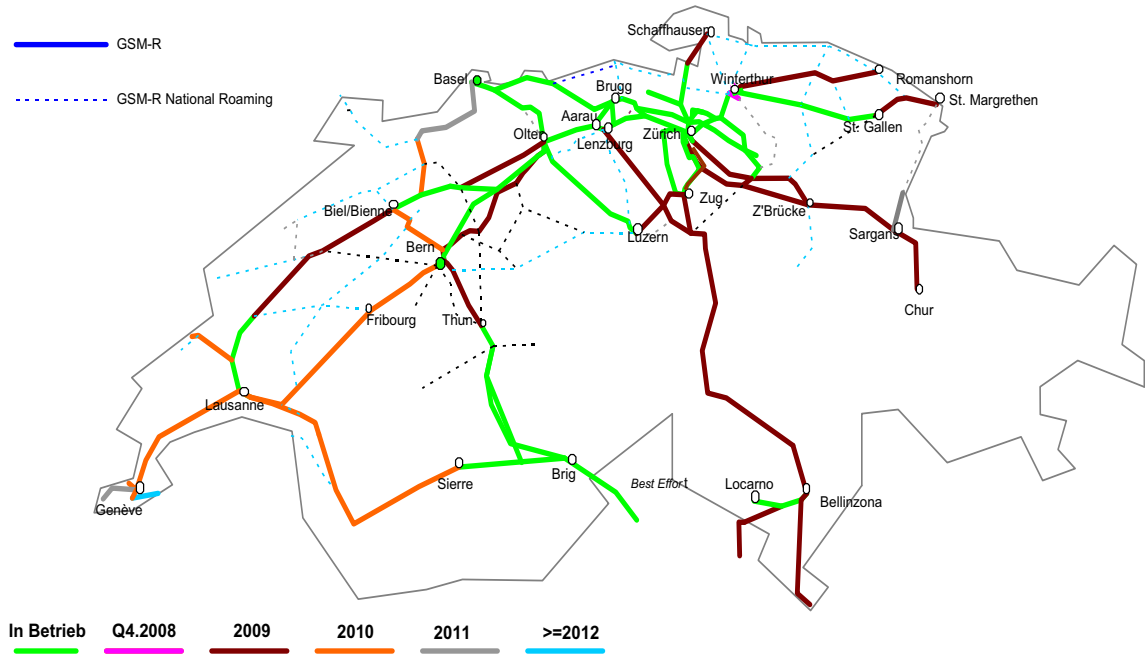 GSM-R
GSM-R National Roaming
Schaffhausen
Basel
Brugg
Winterthur
Romanshorn
St. Margrethen
Aarau
Olten
Lenzburg
Zürich
St. Gallen
Biel/Bienne
Zug
Z'Brücke
Bern
Luzern
Sargans
Chur
Fribourg
Thun
Lausanne
Sierre
Brig
Best Effort
Locarno
Bellinzona
Genève
In Betrieb
Q4.2008
2009
2010
2011
>=2012